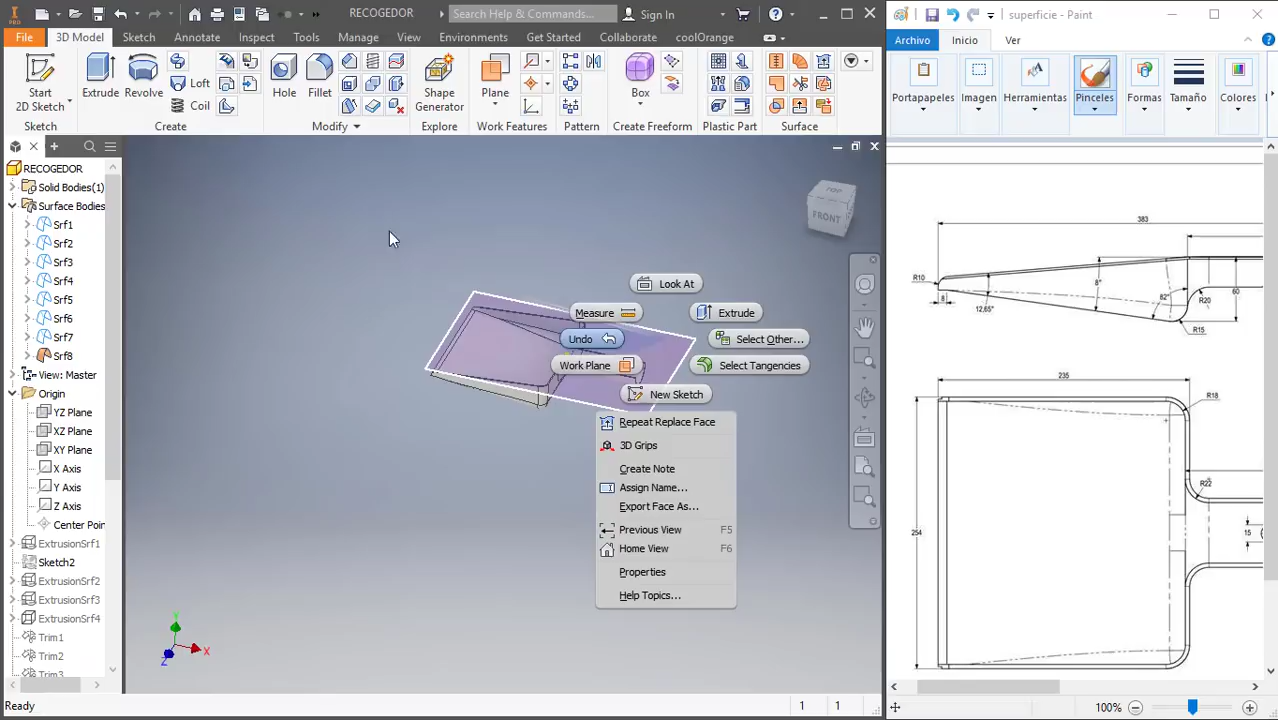 PRO
RECOGEDOR
Search Help & Commands...
Sign In
File
3D Model
Sketch
Annotate
Inspect
Tools
Manage
View
Environments
Get Started
Collaborate
coolOrange
Start
2D Sketch
Extrude
Revolve
Loft
Coil
Hole
Fillet
Shape
Generator
Plane
Box
Sketch
Create
Modify
Explore
Work Features
Pattern
Create Freeform
Plastic Part
Surface
RECOGEDOR
Solid Bodies(1)
Surface Bodies
Srf1
Srf2
Srf3
Srf4
Srf5
Srf6
Srf7
Srf8
View: Master
Origin
YZ Plane
XZ Plane
XY Plane
X Axis
Y Axis
Z Axis
Center Poin
ExtrusionSrf1
Sketch2
ExtrusionSrf2
ExtrusionSrf3
ExtrusionSrf4
Trim1
Trim2
Trim3
TOP
FRONT
Look At
Measure
Extrude
Undo
Select Other...
Work Plane
Select Tangencies
New Sketch
Repeat Replace Face
3D Grips
Create Note
Assign Name...
Export Face As...
Previous View F5
Home View F6
Properties
Help Topics...
Y
X
Z
Ready
1 1
superficie - Paint
Archivo
Inicio
Ver
Portapapeles
Imagen
Herramientas
Pinceles
Formas
Tamaño
Colores
383
R10
8
12,65°
8°
82°
R20
60
R15
235
R18
R22
254
15
100%